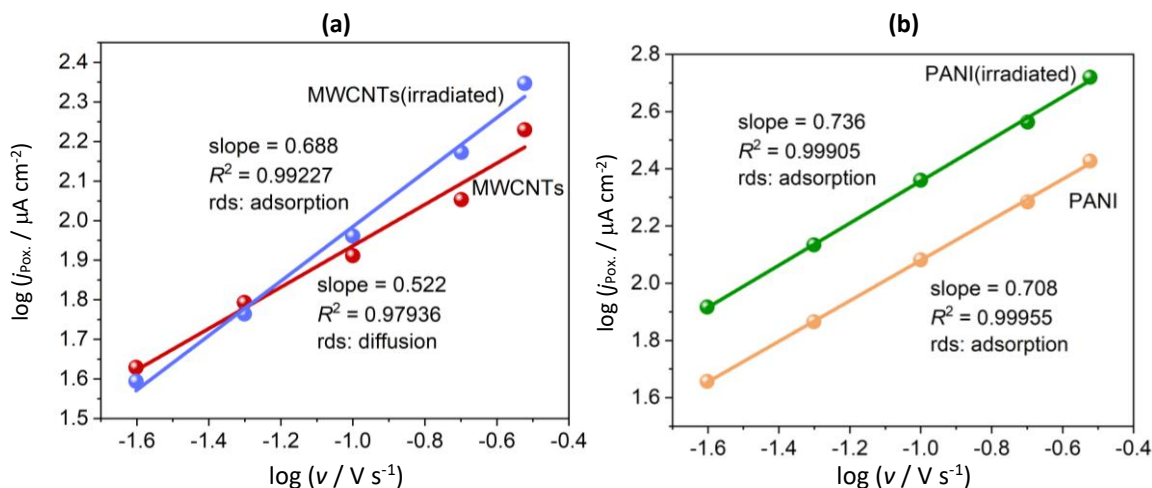 (a)
log (jPox. / μA cm-2)
2.4
2.3
2.2
2.1
2.0
1.9
1.8
1.7
1.6
1.5
MWCNTs(irradiated)
slope = 0.688
R2 = 0.99227
rds: adsorption
MWCNTs
slope = 0.522
R2 = 0.97936
rds: diffusion
-1.6 -1.4 -1.2 -1.0 -0.8 -0.6 -0.4
log (v / V s-1)
(b)
log (jPox. / μA cm-2)
2.8
2.6
2.4
2.2
2.0
1.8
1.6
PANI(irradiated)
slope = 0.736
R2 = 0.99905
rds: adsorption
PANI
slope = 0.708
R2 = 0.99955
rds: adsorption
-1.6 -1.4 -1.2 -1.0 -0.8 -0.6 -0.4
log (v / V s-1)